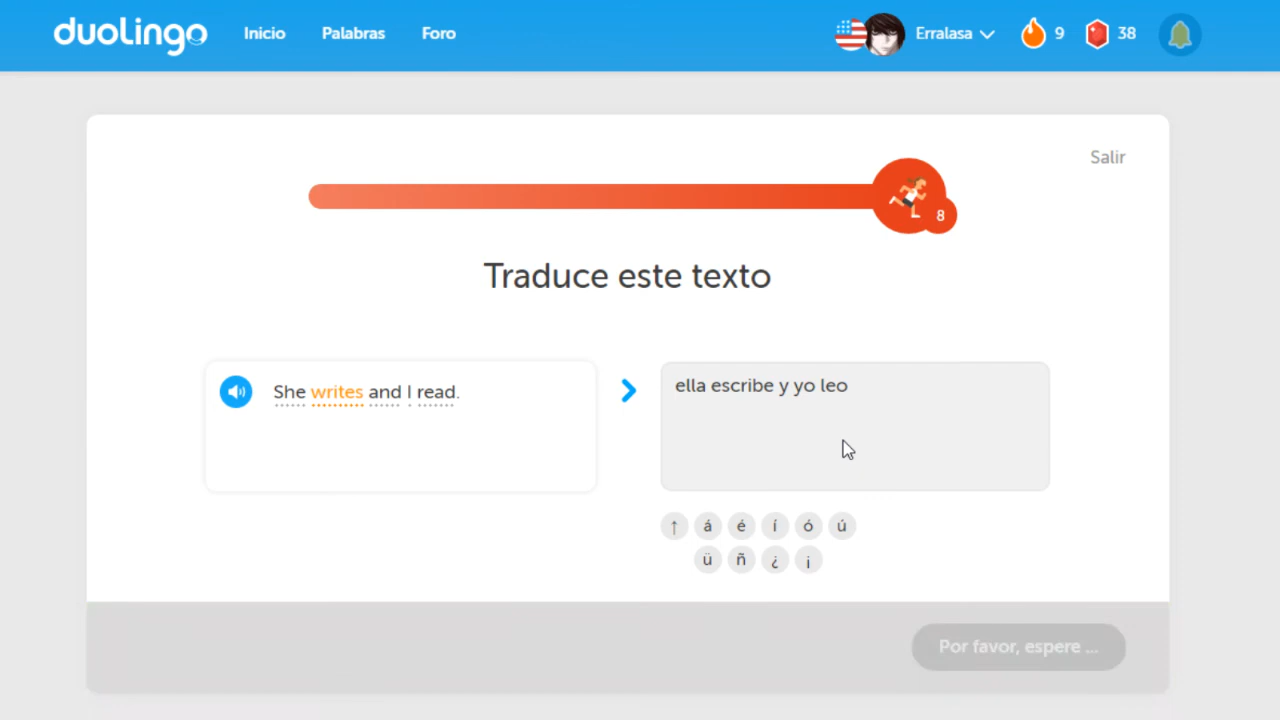 duolingo Inicio Palabras Foro Erralasa 9 38
Salir
8
Traduce este texto
She writes and I read.
ella escribe y yo leo
↑ á é í ó ú
ü ñ ¿ ¡
Por favor, espere ...